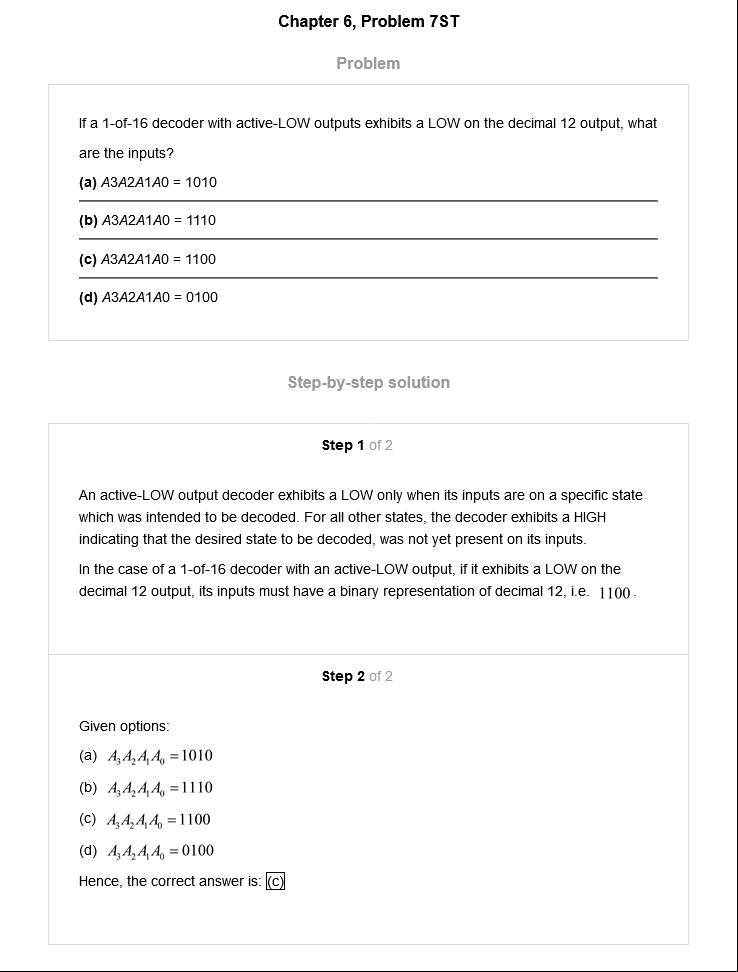 Chapter 6, Problem 7ST
Problem
If a 1-of-16 decoder with active-LOW outputs exhibits a LOW on the decimal 12 output, what
are the inputs?
(a) A3A2A1A0 = 1010
(b) A3A2A1A0 = 1110
(c) A3A2A1A0 = 1100
(d) A3A2A1A0 = 0100
Step-by-step solution
Step 1 of 2
An active-LOW output decoder exhibits a LOW only when its inputs are on a specific state
which was intended to be decoded. For all other states, the decoder exhibits a HIGH
indicating that the desired state to be decoded, was not yet present on its inputs.
In the case of a 1-of-16 decoder with an active-LOW output, if it exhibits a LOW on the
decimal 12 output, its inputs must have a binary representation of decimal 12, i.e. 1100.
Step 2 of 2
Given options:
(a) A₃A₂A₁A₀ = 1010
(b) A₃A₂A₁A₀ = 1110
(c) A₃A₂A₁A₀ = 1100
(d) A₃A₂A₁A₀ = 0100
Hence, the correct answer is: (c)